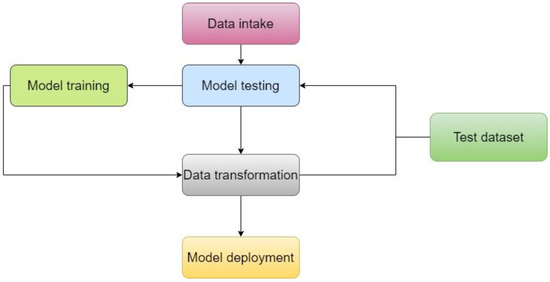 Data intake
Model training
Model testing
Test dataset
Data transformation
Model deployment